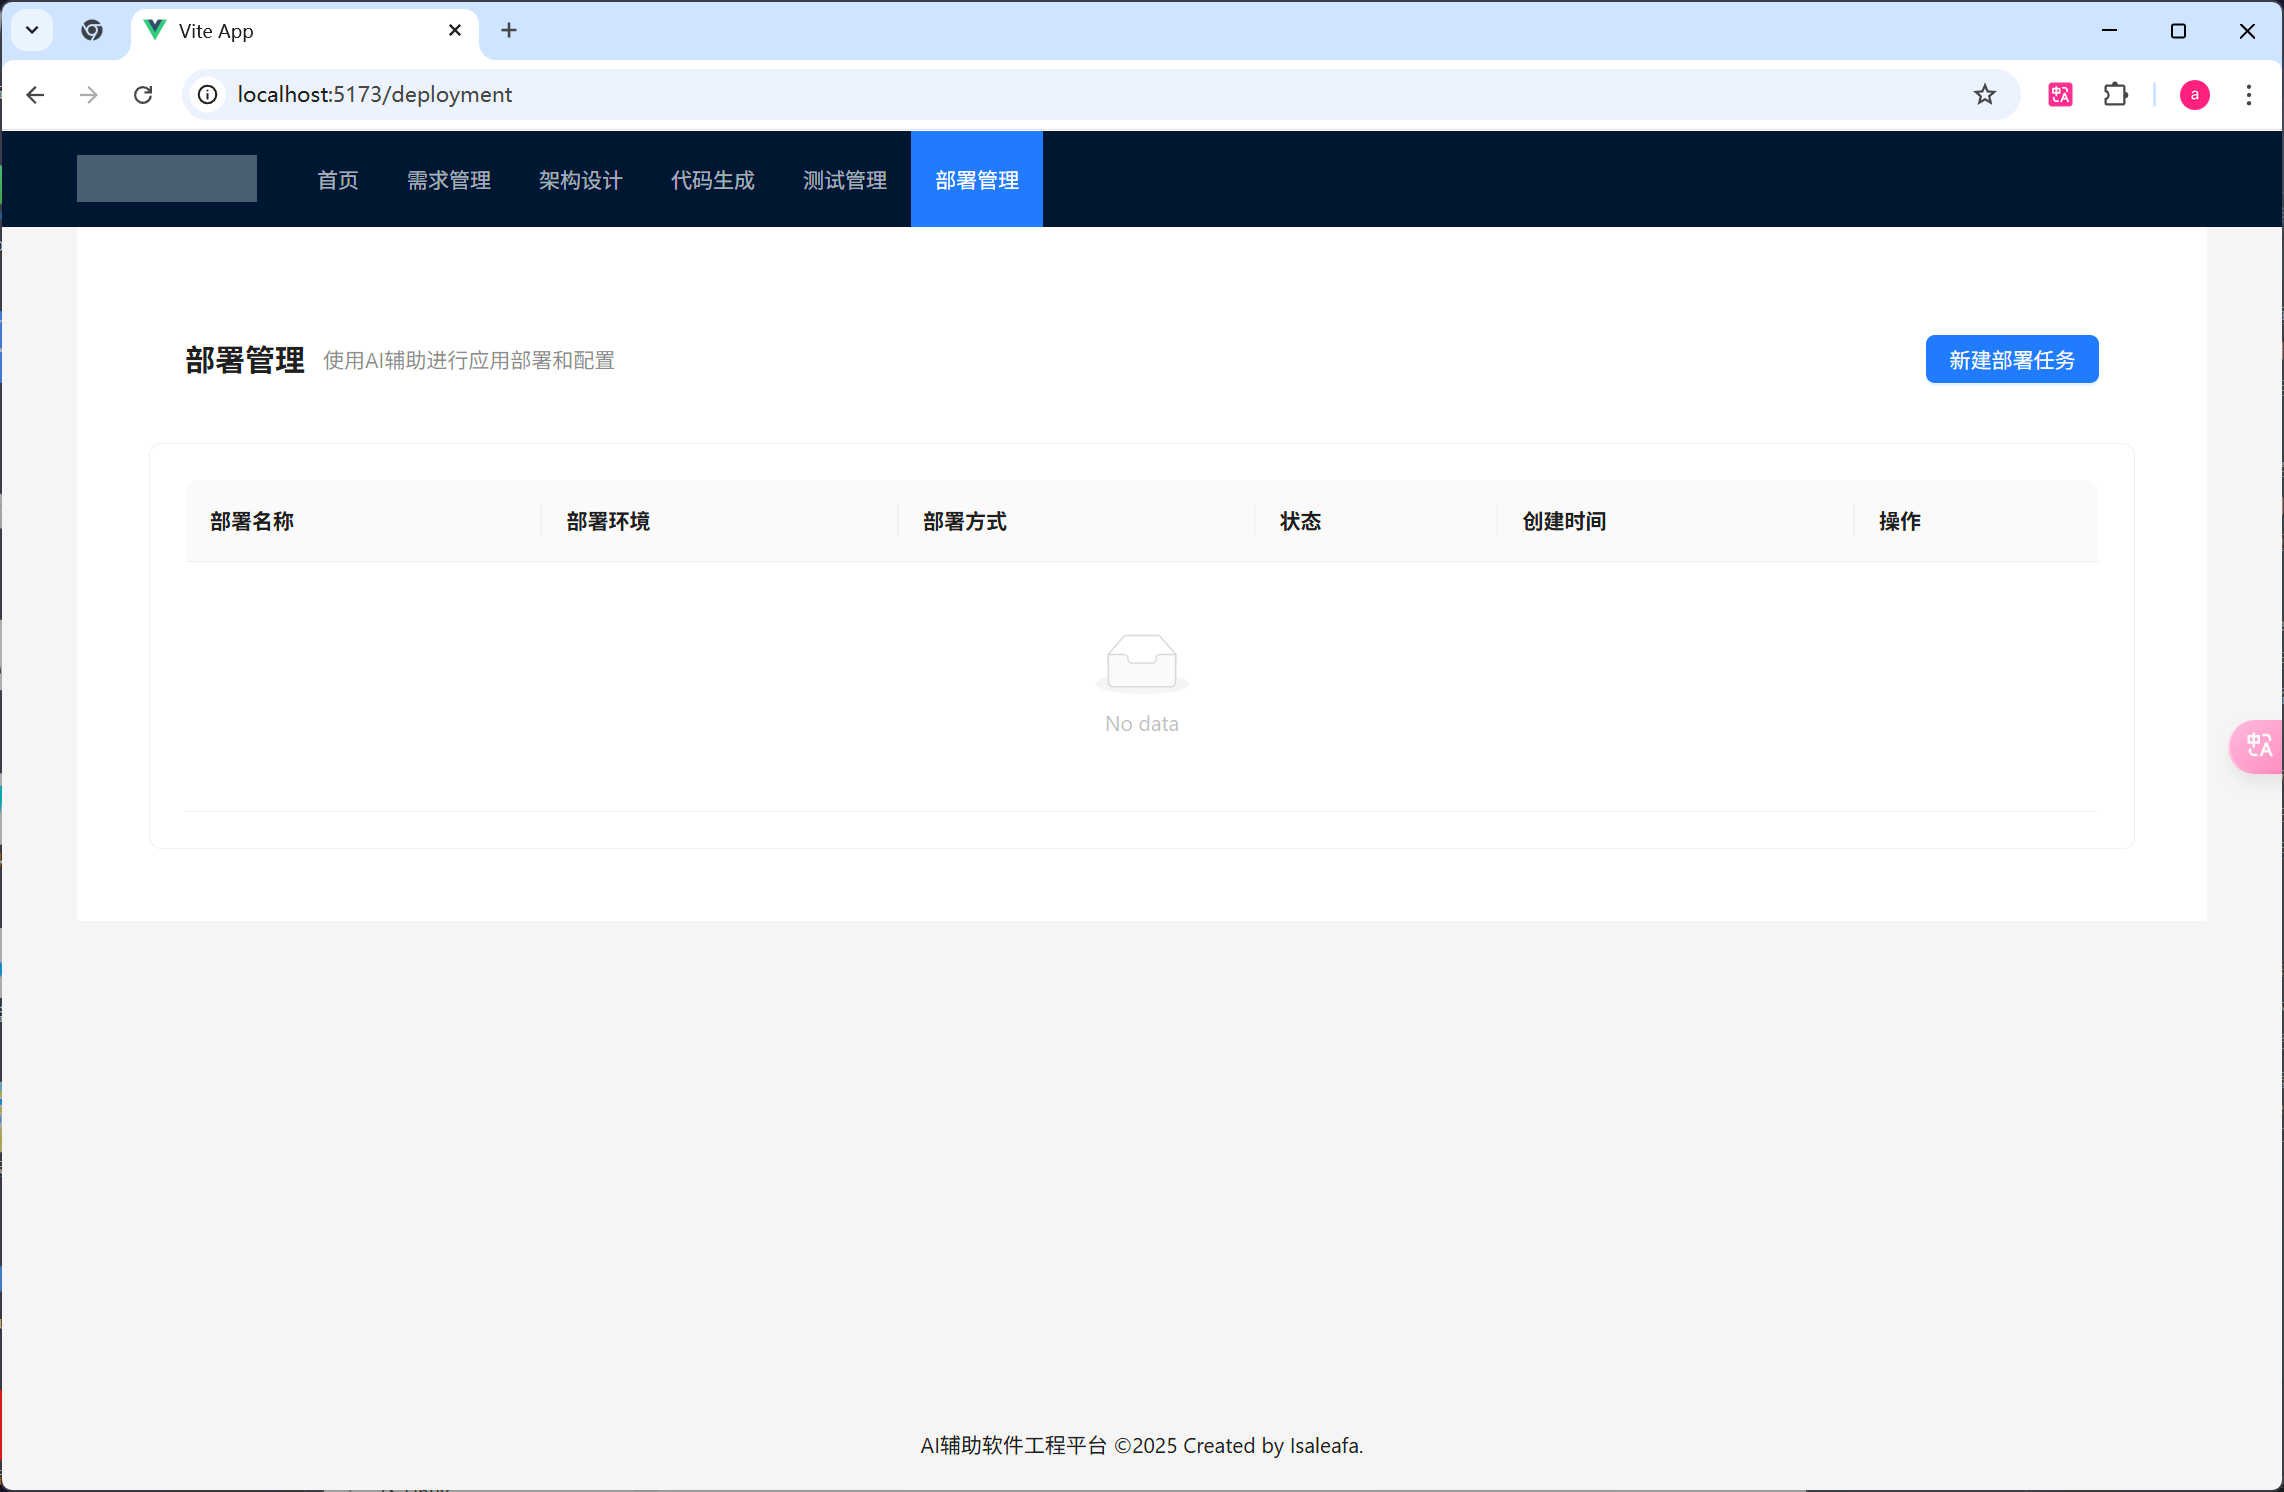 Vite App
localhost:5173/deployment
a
首页 需求管理 架构设计 代码生成 测试管理 部署管理
部署管理 使用AI辅助进行应用部署和配置 新建部署任务
部署名称 部署环境 部署方式 状态 创建时间 操作
No data
AI辅助软件工程平台 ©2025 Created by Isaleafa.